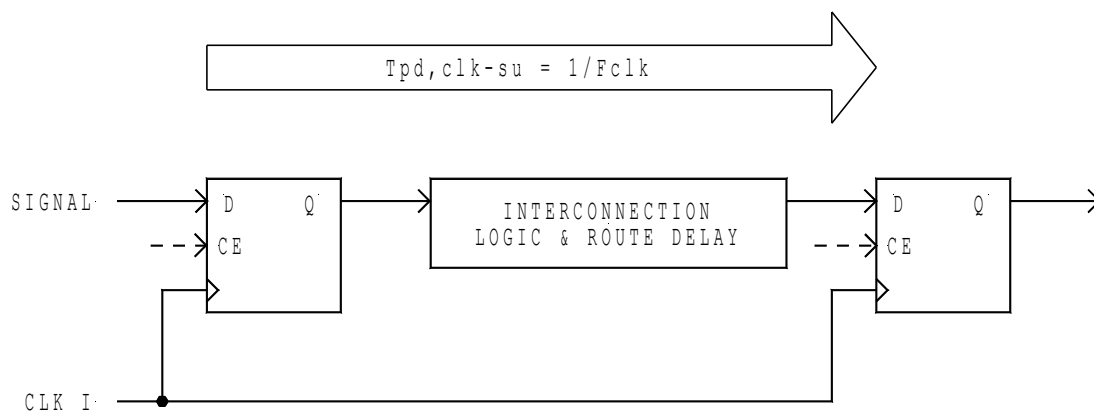 Tpd,clk-su = 1/Fclk
SIGNAL
D Q
INTERCONNECTION
LOGIC & ROUTE DELAY
D Q
CE
CE
CLK I